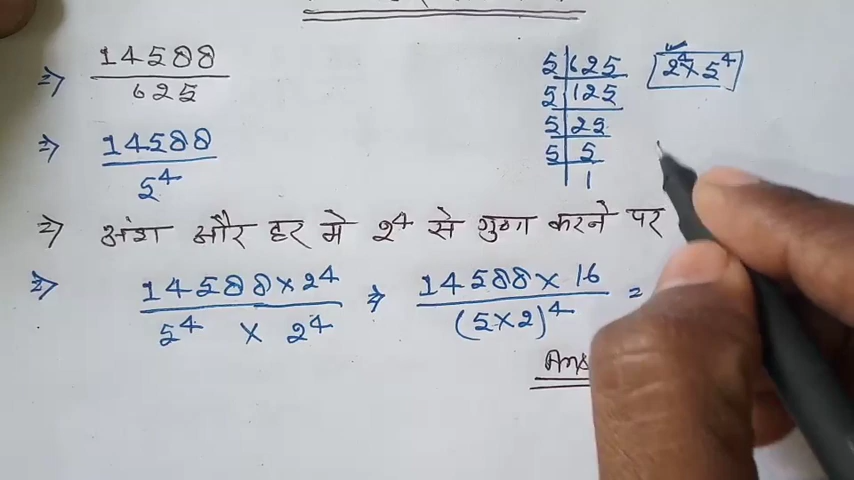 ⇒ 14588
625
5 | 625
5 | 125
5 | 25
5 | 5
1
2⁴×5⁴
⇒ 14588
5⁴
⇒ अंश और हर मे 2⁴ से गुणा करने पर
⇒ 14588×2⁴
5⁴ × 2⁴
⇒ 14588×16
(5×2)⁴
=
Ans